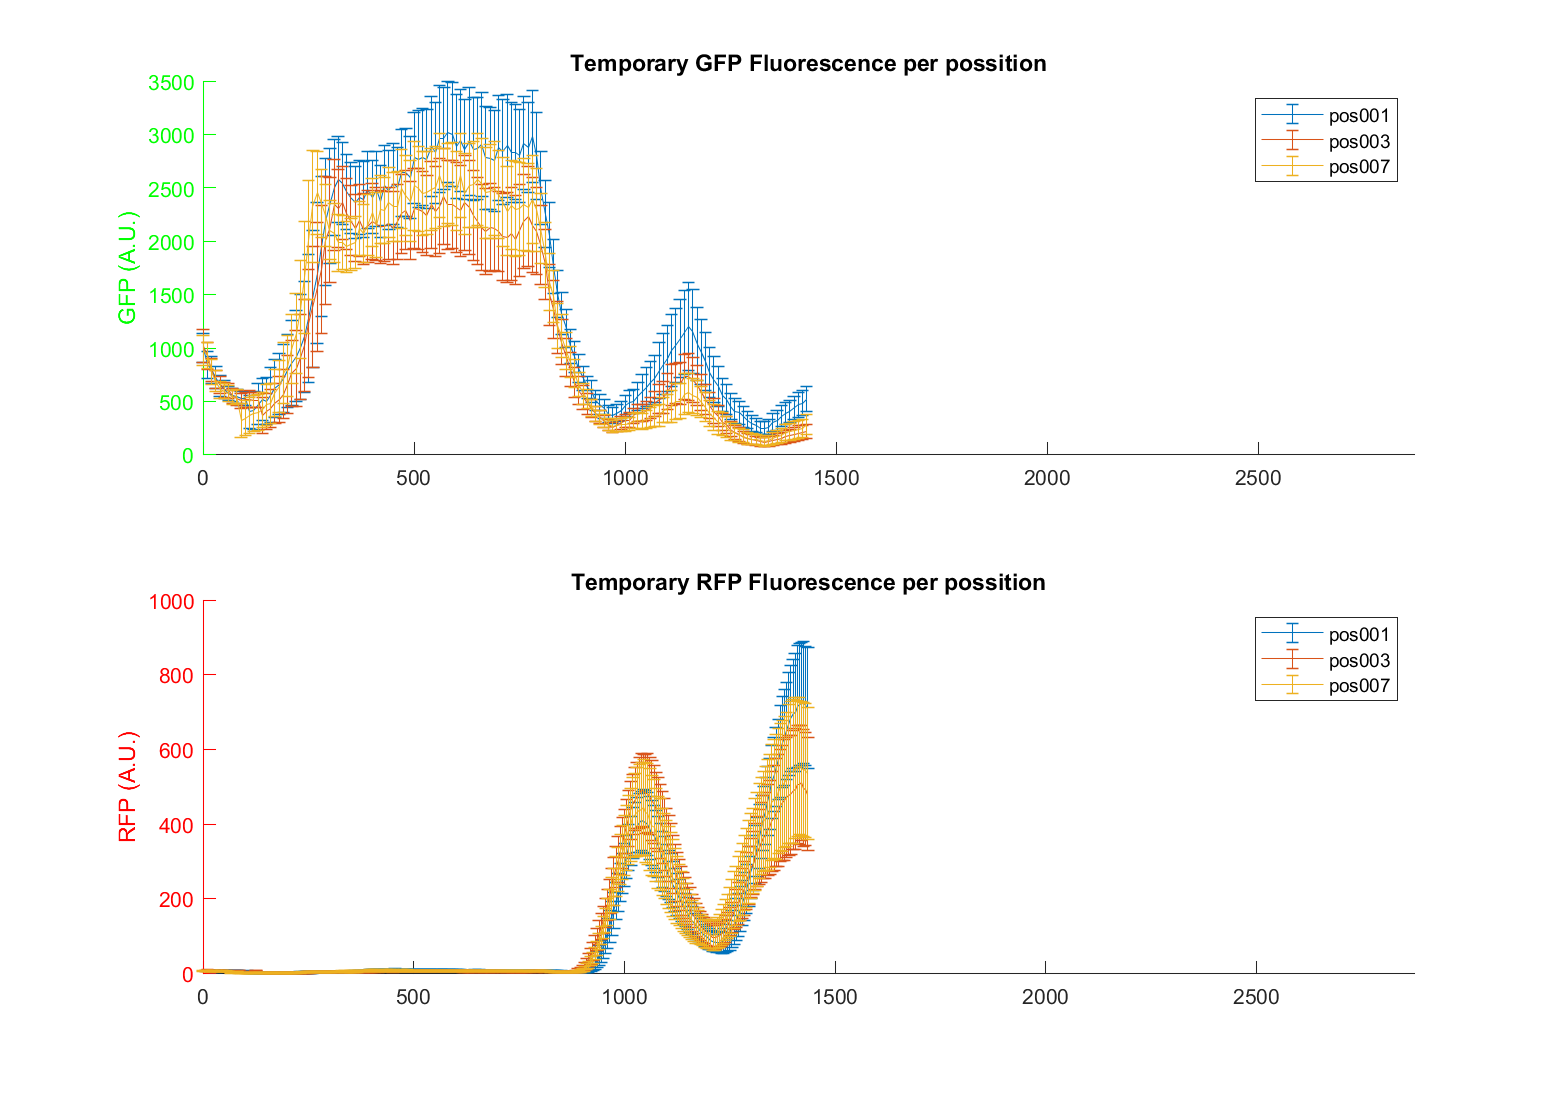 Temporary GFP Fluorescence per possition
3500
3000
2500
2000
1500
1000
500
0
GFP (A.U.)
0 500 1000 1500 2000 2500
pos001
pos003
pos007
Temporary RFP Fluorescence per possition
1000
800
600
400
200
0
RFP (A.U.)
0 500 1000 1500 2000 2500
pos001
pos003
pos007